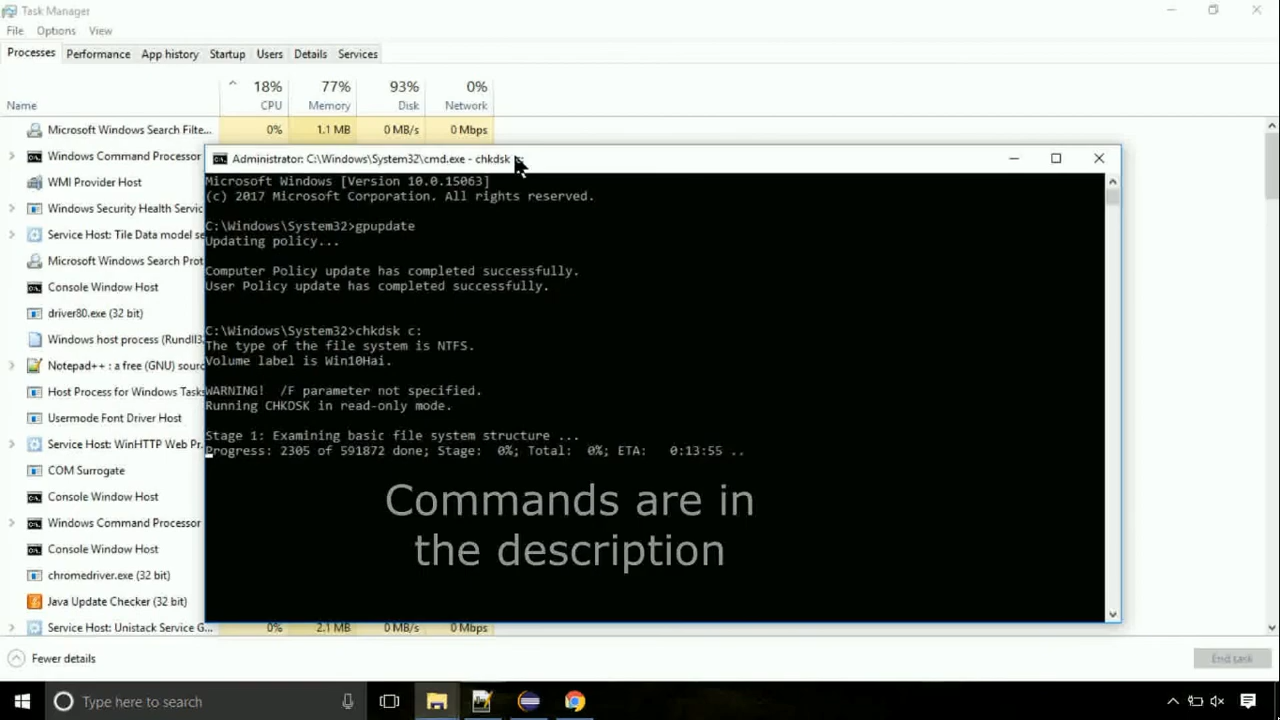 Task Manager
File Options View
Processes Performance App history Startup Users Details Services
18% 77% 93% 0%
Name CPU Memory Disk Network
Microsoft Windows Search Filte... 0% 1.1 MB 0 MB/s 0 Mbps
Windows Command Processor
WMI Provider Host
Windows Security Health Servic
Service Host: Tile Data model se
Microsoft Windows Search Prot
Console Window Host
driver80.exe (32 bit)
Windows host process (Rundll3
Notepad++ : a free (GNU) sourc
Host Process for Windows Task
Usermode Font Driver Host
Service Host: WinHTTP Web Pr
COM Surrogate
Console Window Host
Windows Command Processor
Console Window Host
chromedriver.exe (32 bit)
Java Update Checker (32 bit)
Service Host: Unistack Service G... 0% 2.1 MB 0 MB/s 0 Mbps
Administrator: C:\Windows\System32\cmd.exe - chkdsk
Microsoft Windows [Version 10.0.15063]
(c) 2017 Microsoft Corporation. All rights reserved.
C:\Windows\System32>gpupdate
Updating policy...
Computer Policy update has completed successfully.
User Policy update has completed successfully.
C:\Windows\System32>chkdsk c:
The type of the file system is NTFS.
Volume label is Win10Hai.
WARNING! /F parameter not specified.
Running CHKDSK in read-only mode.
Stage 1: Examining basic file system structure ...
Progress: 2305 of 591872 done; Stage: 0%; Total: 0%; ETA: 0:13:55 ..
Commands are in
the description
Fewer details
End task
Type here to search